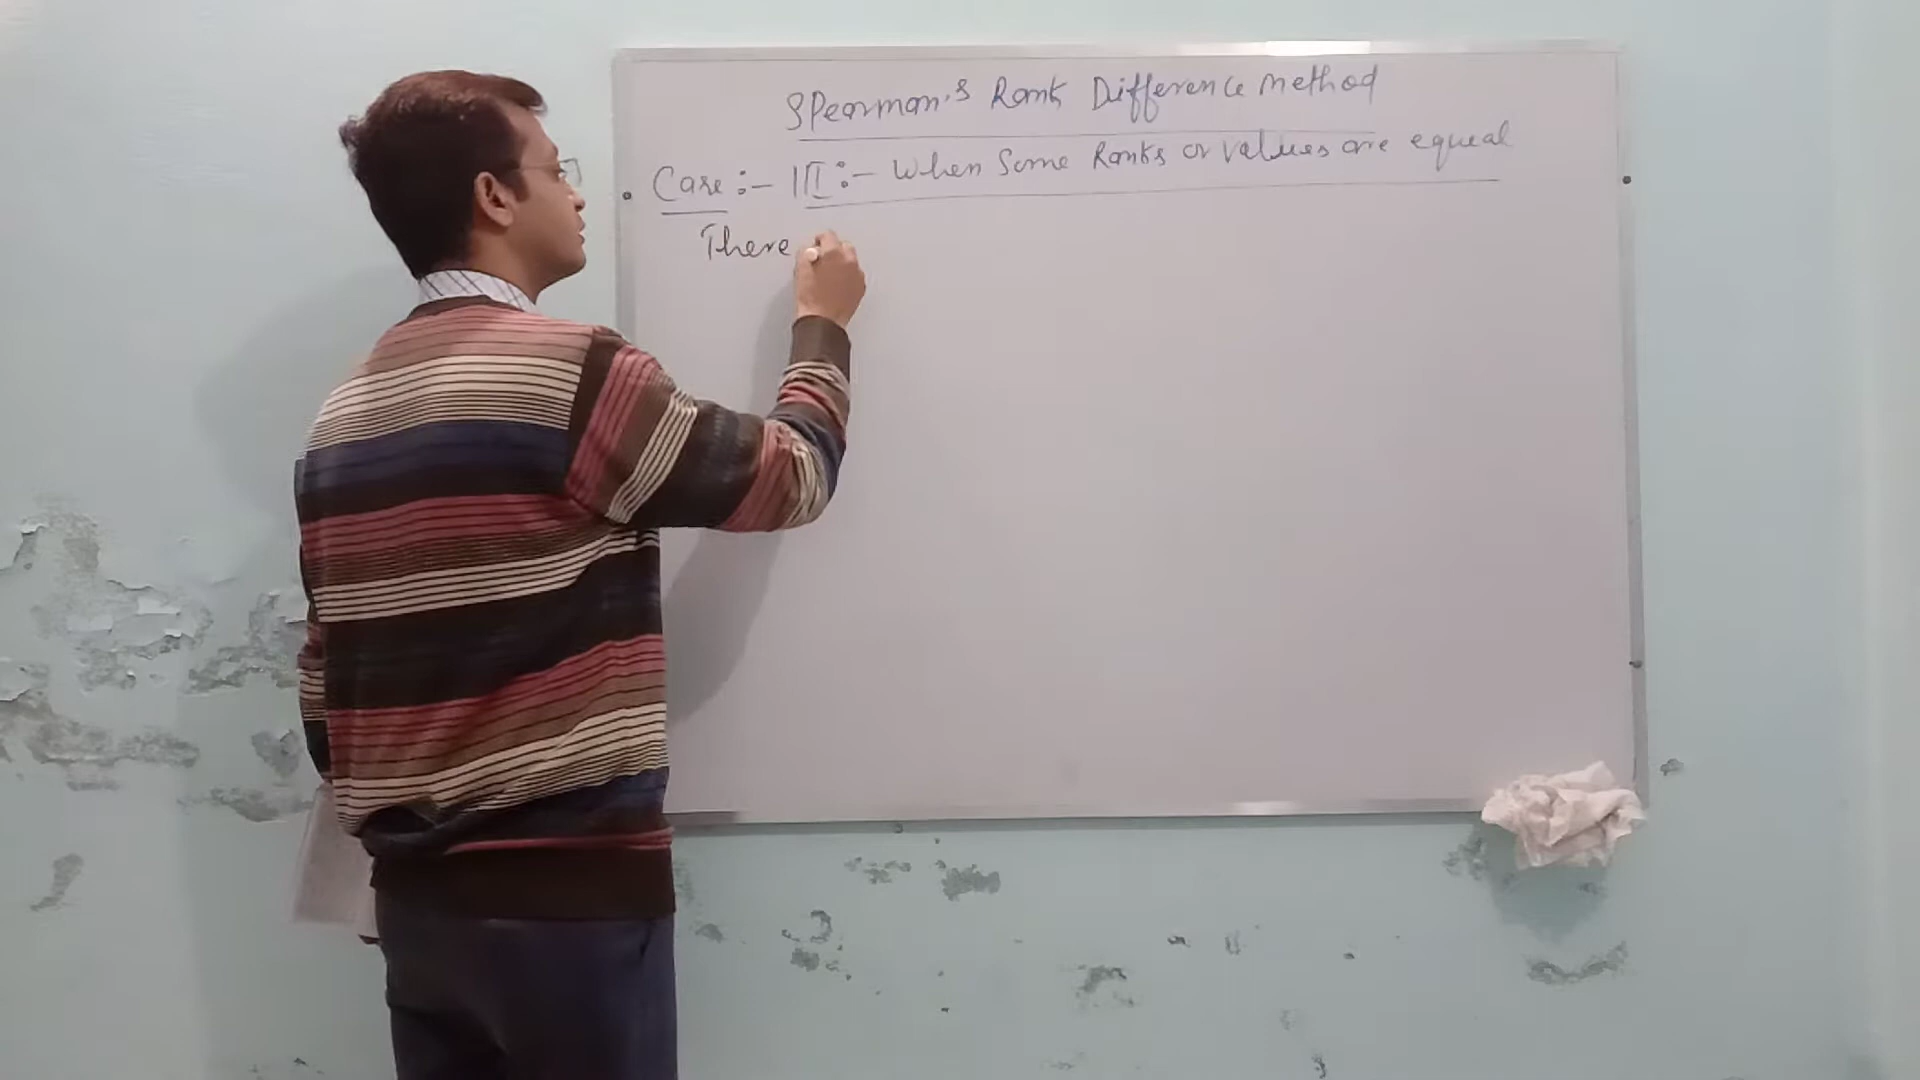 Spearman's Rank Difference Method
Case :- III :- When Some Ranks or values are equal
There